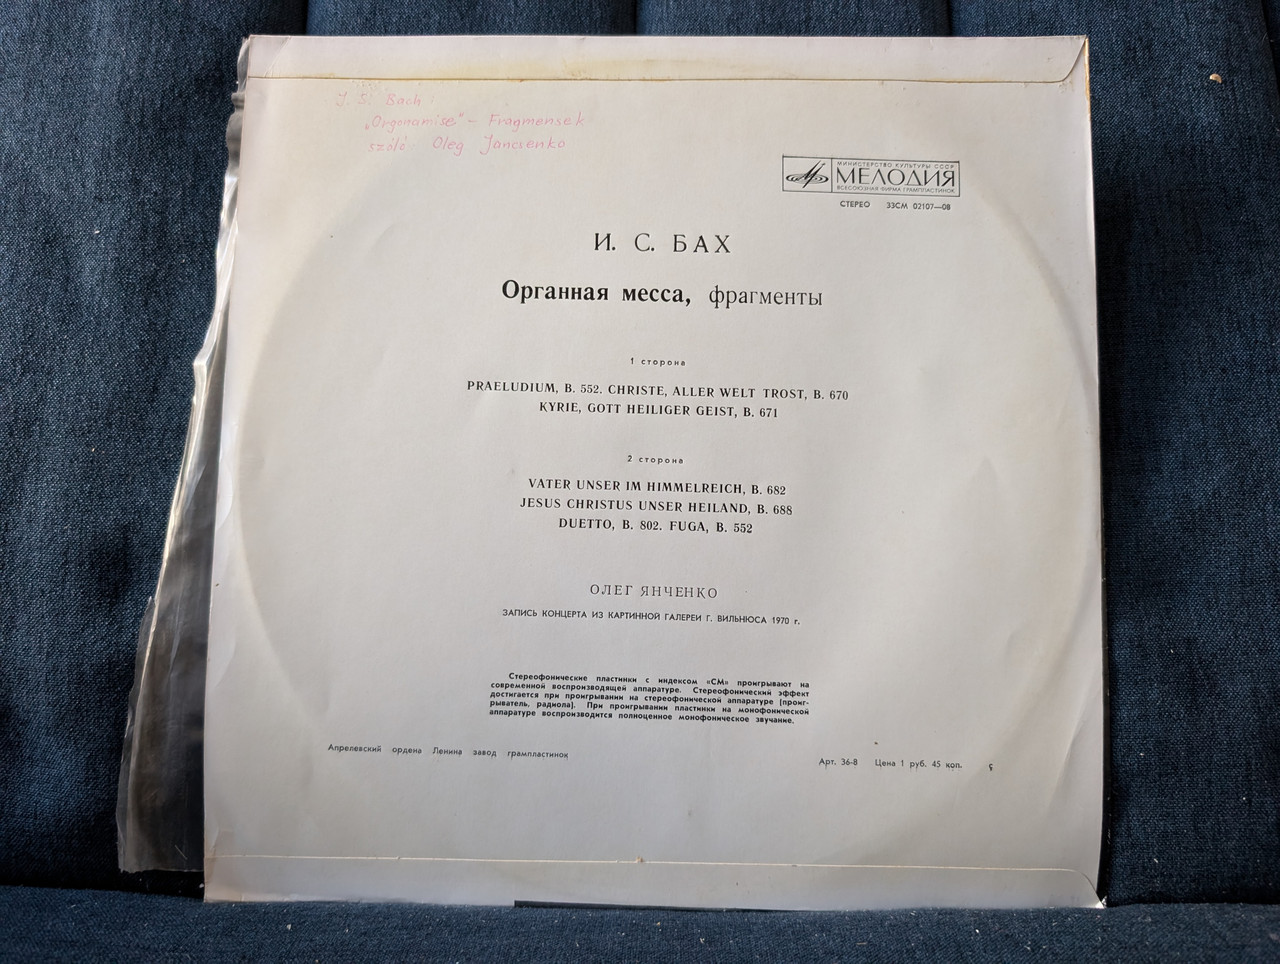 J. S. Bach:
„Orgonamise" - Fragmensek
szóló: Oleg Jancsenko
МИНИСТЕРСТВО КУЛЬТУРЫ СССР
МЕЛОДИЯ
ВСЕСОЮЗНАЯ ФИРМА ГРАМПЛАСТИНОК
СТЕРЕО 33СМ 02107—08
И. С. БАХ
Органная месса, фрагменты
1 сторона
PRAELUDIUM, B. 552. CHRISTE, ALLER WELT TROST, B. 670
KYRIE, GOTT HEILIGER GEIST, B. 671
2 сторона
VATER UNSER IM HIMMELREICH, B. 682
JESUS CHRISTUS UNSER HEILAND, B. 688
DUETTO, B. 802. FUGA, B. 552
ОЛЕГ ЯНЧЕНКО
ЗАПИСЬ КОНЦЕРТА ИЗ КАРТИННОЙ ГАЛЕРЕИ Г. ВИЛЬНЮСА 1970 г.
Стереофонические пластинки с индексом «СМ» проигрывают на
современной воспроизводящей аппаратуре. Стереофонический эффект
достигается при проигрывании на стереофонической аппаратуре (проиг-
рыватель, радиола). При проигрывании пластинки на монофонической
аппаратуре воспроизводится полноценное монофоническое звучание.
Апрелевский ордена Ленина завод грампластинок
Арт. 36-8 Цена 1 руб. 45 коп.